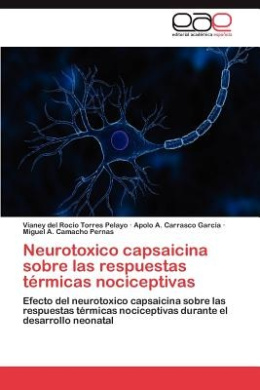 eae
editorial académica española
Vianey del Rocio Torres Pelayo · Apolo A. Carrasco García ·
Miguel A. Camacho Pernas
Neurotoxico capsaicina
sobre las respuestas
térmicas nociceptivas
Efecto del neurotoxico capsaicina sobre las
respuestas térmicas nociceptivas durante el
desarrollo neonatal